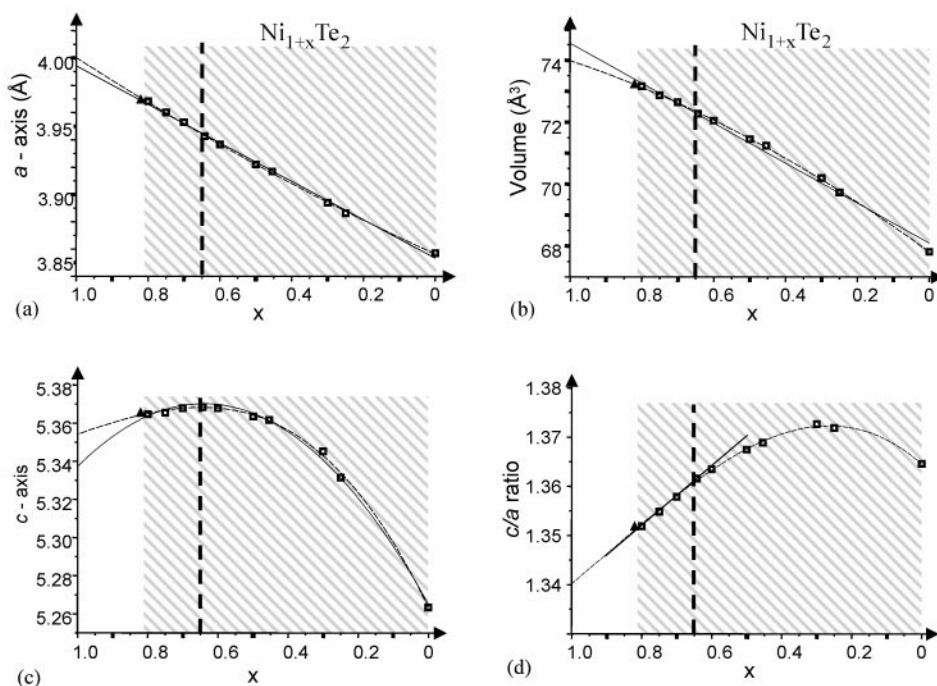 Ni1+xTe2
a - axis (Å)
4.00
3.95
3.90
3.85
1.0 0.8 0.6 0.4 0.2 0
x
(a)
Ni1+xTe2
Volume (Å3)
74
72
70
68
1.0 0.8 0.6 0.4 0.2 0
x
(b)
c - axis
5.38
5.36
5.34
5.32
5.30
5.28
5.26
1.0 0.8 0.6 0.4 0.2 0
x
(c)
c/a ratio
1.38
1.37
1.36
1.35
1.34
1.0 0.8 0.6 0.4 0.2 0
x
(d)